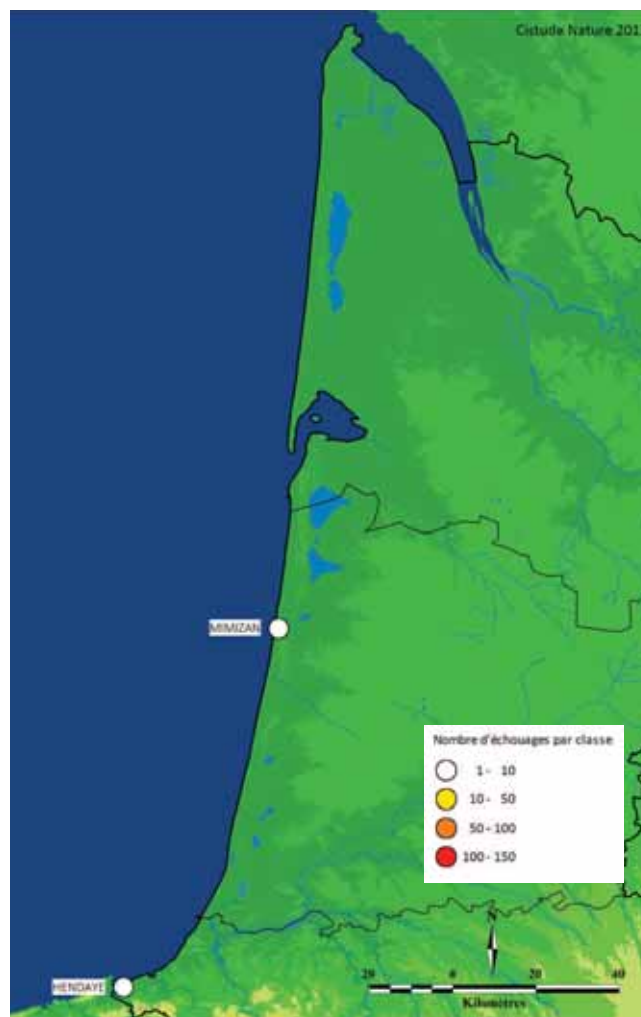 Cistude Nature 201
MIMIZAN
Nombre d'échouages par classe
1 - 10
10 - 50
50 - 100
100 - 150
N
HENDAYE
20 0 20 40
Kilomètres